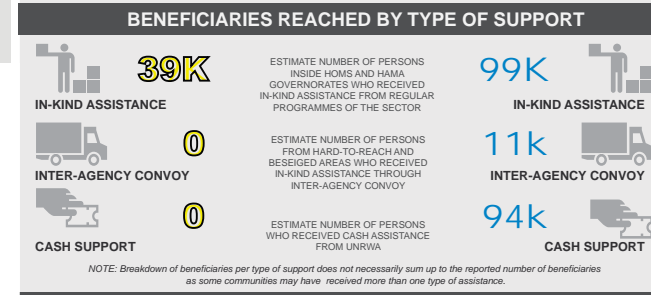 BENEFICIARIES REACHED BY TYPE OF SUPPORT
39K
IN-KIND ASSISTANCE
ESTIMATE NUMBER OF PERSONS
INSIDE HOMS AND HAMA
GOVERNORATES WHO RECEIVED
IN-KIND ASSISTANCE FROM REGULAR
PROGRAMMES OF THE SECTOR
99K
IN-KIND ASSISTANCE
0
INTER-AGENCY CONVOY
ESTIMATE NUMBER OF PERSONS
FROM HARD-TO-REACH AND
BESEIGED AREAS WHO RECEIVED
IN-KIND ASSISTANCE THROUGH
INTER-AGENCY CONVOY
11k
INTER-AGENCY CONVOY
0
CASH SUPPORT
ESTIMATE NUMBER OF PERSONS
WHO RECEIVED CASH ASSISTANCE
FROM UNRWA
94k
CASH SUPPORT
NOTE: Breakdown of beneficiaries per type of support does not necessarily sum up to the reported number of beneficiaries
as some communities may have received more than one type of assistance.